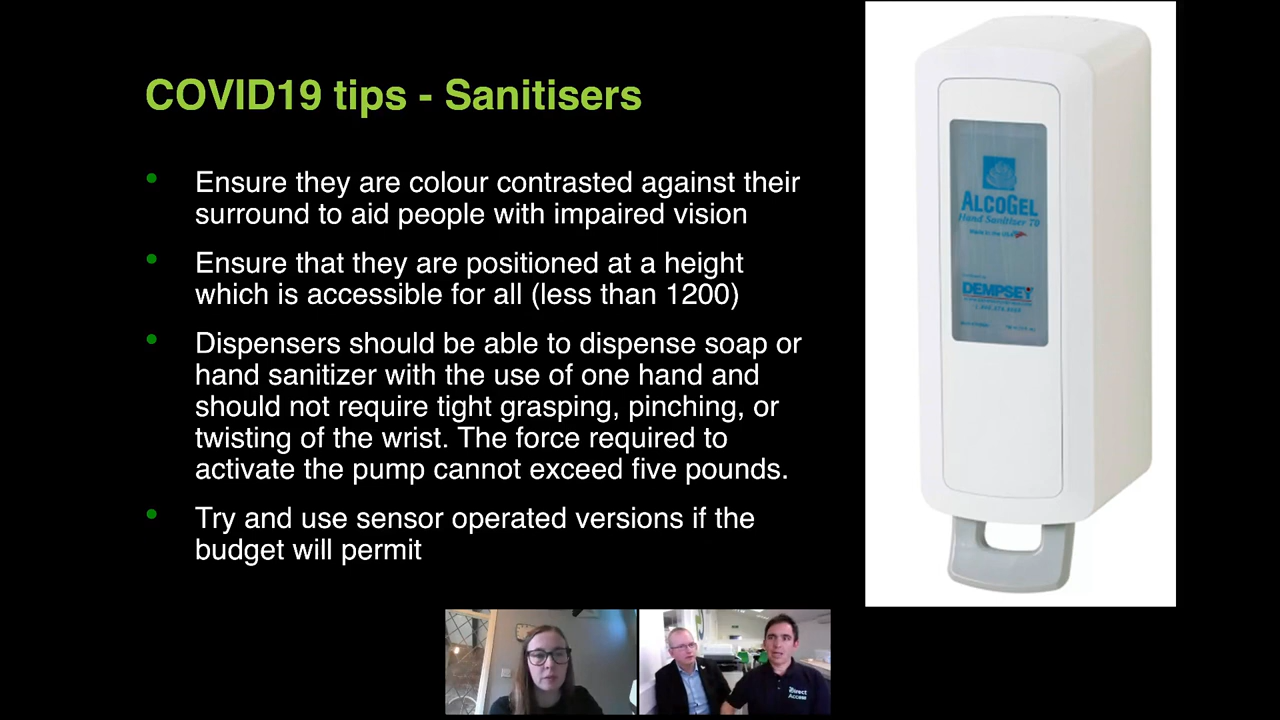 COVID19 tips - Sanitisers
Ensure they are colour contrasted against their
surround to aid people with impaired vision
Ensure that they are positioned at a height
which is accessible for all (less than 1200)
Dispensers should be able to dispense soap or
hand sanitizer with the use of one hand and
should not require tight grasping, pinching, or
twisting of the wrist. The force required to
activate the pump cannot exceed five pounds.
Try and use sensor operated versions if the
budget will permit
ALCOGEL
Hand Sanitizer 70
Made in the USA
DEMPSEY
Direct
Access